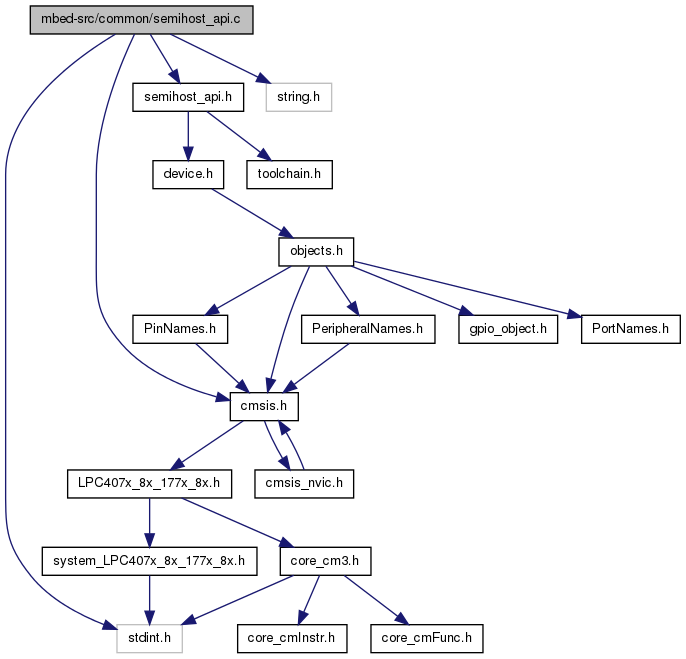 mbed-src/common/semihost_api.c
semihost_api.h
string.h
device.h
toolchain.h
objects.h
PinNames.h
PeripheralNames.h
gpio_object.h
PortNames.h
cmsis.h
LPC407x_8x_177x_8x.h
cmsis_nvic.h
system_LPC407x_8x_177x_8x.h
core_cm3.h
stdint.h
core_cmInstr.h
core_cmFunc.h